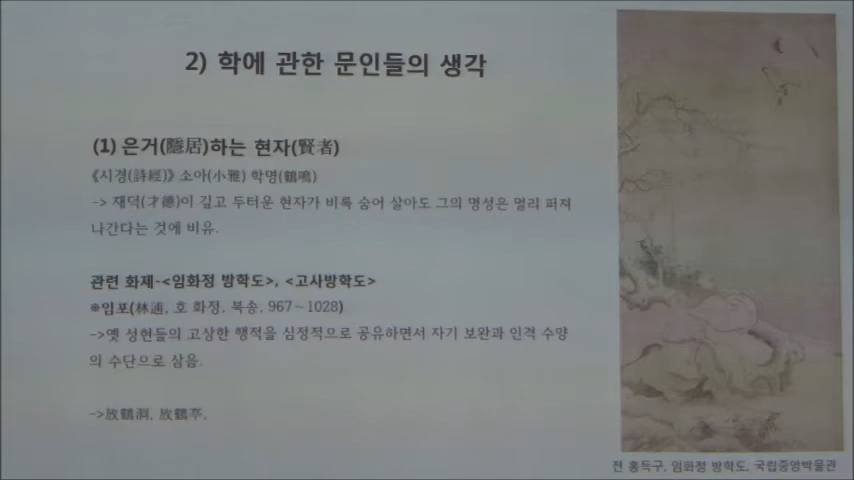 2) 학에 관한 문인들의 생각
(1) 은거(隱居)하는 현자(賢者)
《시경(詩經)》 소아(小雅) 학명(鶴鳴)
-> 재덕(才德)이 깊고 두터운 현자가 비록 숨어 살아도 그의 명성은 멀리 퍼져
나간다는 것에 비유.
관련 화제-<임화정 방학도>, <고사방학도>
※임포(林逋, 호 화정, 북송, 967~1028)
->옛 성현들의 고상한 행적을 심정적으로 공유하면서 자기 보완과 인격 수양
의 수단으로 삼음.
->放鶴洞, 放鶴亭.
전 홍득구, 임화정 방학도, 국립중앙박물관